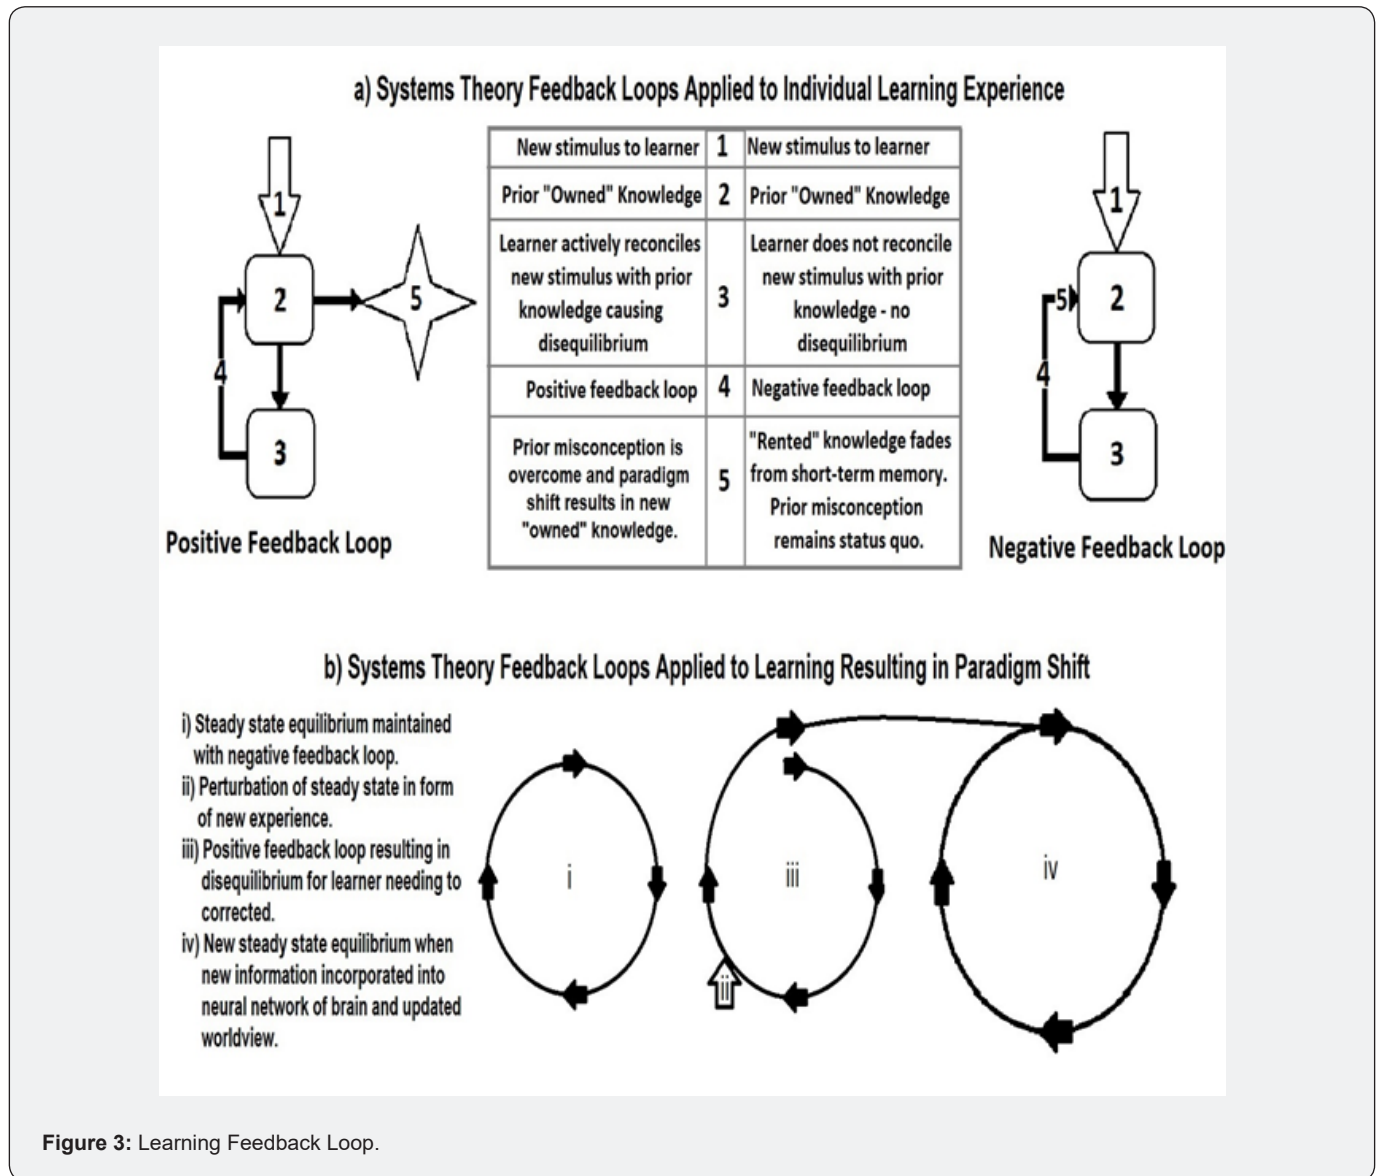 a) Systems Theory Feedback Loops Applied to Individual Learning Experience
1
2
3
4
5
Positive Feedback Loop
New stimulus to learner 1 New stimulus to learner
Prior "Owned" Knowledge 2 Prior "Owned" Knowledge
Learner actively reconciles
new stimulus with prior
knowledge causing
disequilibrium
3
Learner does not reconcile
new stimulus with prior
knowledge - no
disequilibrium
Positive feedback loop 4 Negative feedback loop
Prior misconception is
overcome and paradigm
shift results in new
"owned" knowledge.
5
"Rented" knowledge fades
from short-term memory.
Prior misconception
remains status quo.
1
2
5
4
3
Negative Feedback Loop
b) Systems Theory Feedback Loops Applied to Learning Resulting in Paradigm Shift
i) Steady state equilibrium maintained
with negative feedback loop.
ii) Perturbation of steady state in form
of new experience.
iii) Positive feedback loop resulting in
disequilibrium for learner needing to
corrected.
iv) New steady state equilibrium when
new information incorporated into
neural network of brain and updated
worldview.
i
ii
iii
iv
Figure 3: Learning Feedback Loop.